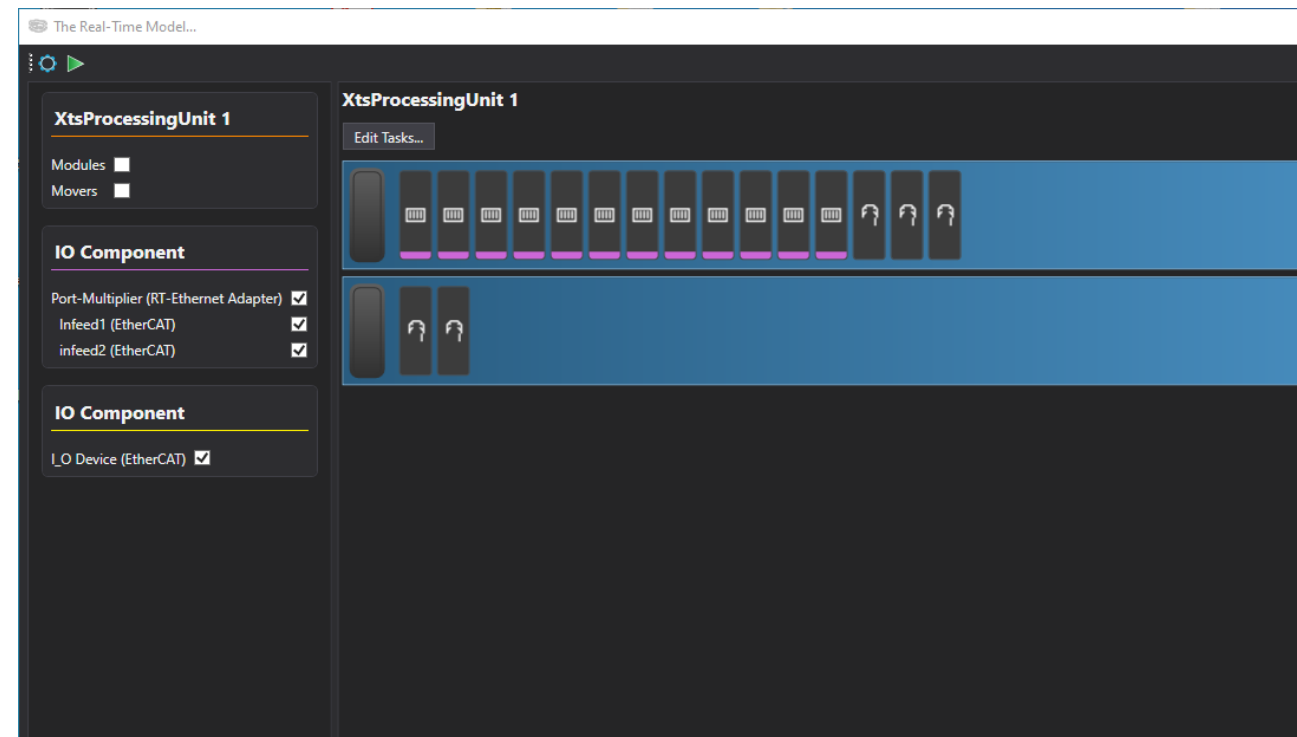 The Real-Time Model...
XtsProcessingUnit 1
Modules
Movers
IO Component
Port-Multiplier (RT-Ethernet Adapter)
Infeed1 (EtherCAT)
infeed2 (EtherCAT)
IO Component
I_O Device (EtherCAT)
XtsProcessingUnit 1
Edit Tasks...